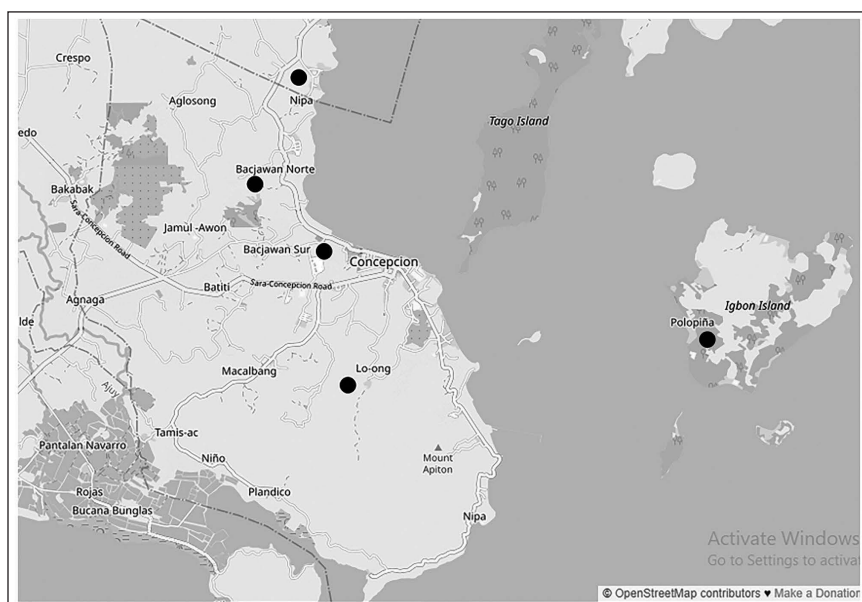 Crespo
Aglosong
Nipa
Tago Island
edo
Bacjawan Norte
Bakabak
Sara-Concepcion Road
Jamul -Awon
Bacjawan Sur
Concepcion
Batiti
Sara-Concepcion Road
Agnaga
Igbon Island
lde
Polopiña
Macalbang
Lo-ong
Ajuy
Tamis-ac
Pantalan Navarro
Niño
Mount
Apiton
Rojas
Plandico
Bucana Bunglas
Nipa
Activate Windows
Go to Settings to activat
© OpenStreetMap contributors ♥ Make a Donation